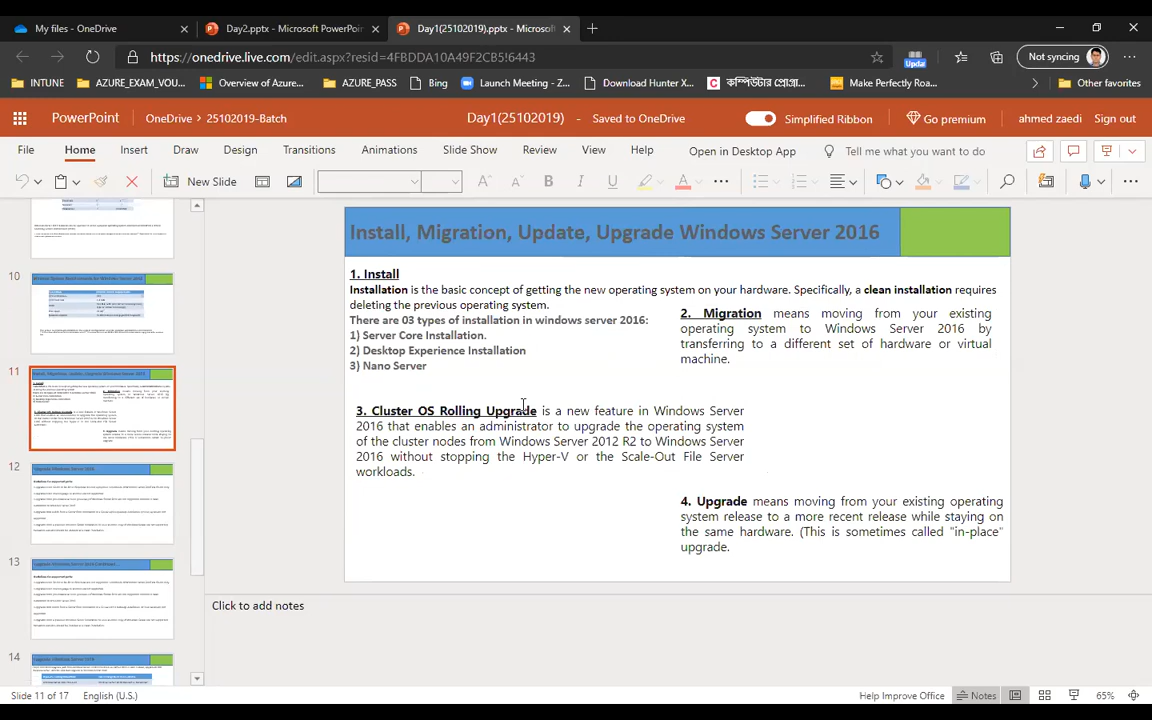 My files - OneDrive
Day2.pptx - Microsoft PowerPoint
Day1(25102019).pptx - Microsoft
https://onedrive.live.com/edit.aspx?resid=4FBDDA10A49F2CB5!6443
Upda
Not syncing
INTUNE
AZURE_EXAM_VOU...
Overview of Azure...
AZURE_PASS
Bing
Launch Meeting - Z...
Download Hunter X...
কম্পিউটার প্রোগ্রা...
Make Perfectly Roa...
Other favorites
PowerPoint
OneDrive > 25102019-Batch
Day1(25102019) - Saved to OneDrive
Simplified Ribbon
Go premium
ahmed zaedi
Sign out
File
Home
Insert
Draw
Design
Transitions
Animations
Slide Show
Review
View
Help
Open in Desktop App
Tell me what you want to do
New Slide
10
11
12
13
14
Install, Migration, Update, Upgrade Windows Server 2016
1. Install
Installation is the basic concept of getting the new operating system on your hardware. Specifically, a clean installation requires
deleting the previous operating system.
There are 03 types of installation in windows server 2016:
1) Server Core Installation.
2) Desktop Experience Installation
3) Nano Server
2. Migration means moving from your existing
operating system to Windows Server 2016 by
transferring to a different set of hardware or virtual
machine.
3. Cluster OS Rolling Upgrade is a new feature in Windows Server
2016 that enables an administrator to upgrade the operating system
of the cluster nodes from Windows Server 2012 R2 to Windows Server
2016 without stopping the Hyper-V or the Scale-Out File Server
workloads.
4. Upgrade means moving from your existing operating
system release to a more recent release while staying on
the same hardware. (This is sometimes called "in-place"
upgrade.
Click to add notes
Slide 11 of 17
English (U.S.)
Help Improve Office
Notes
65%